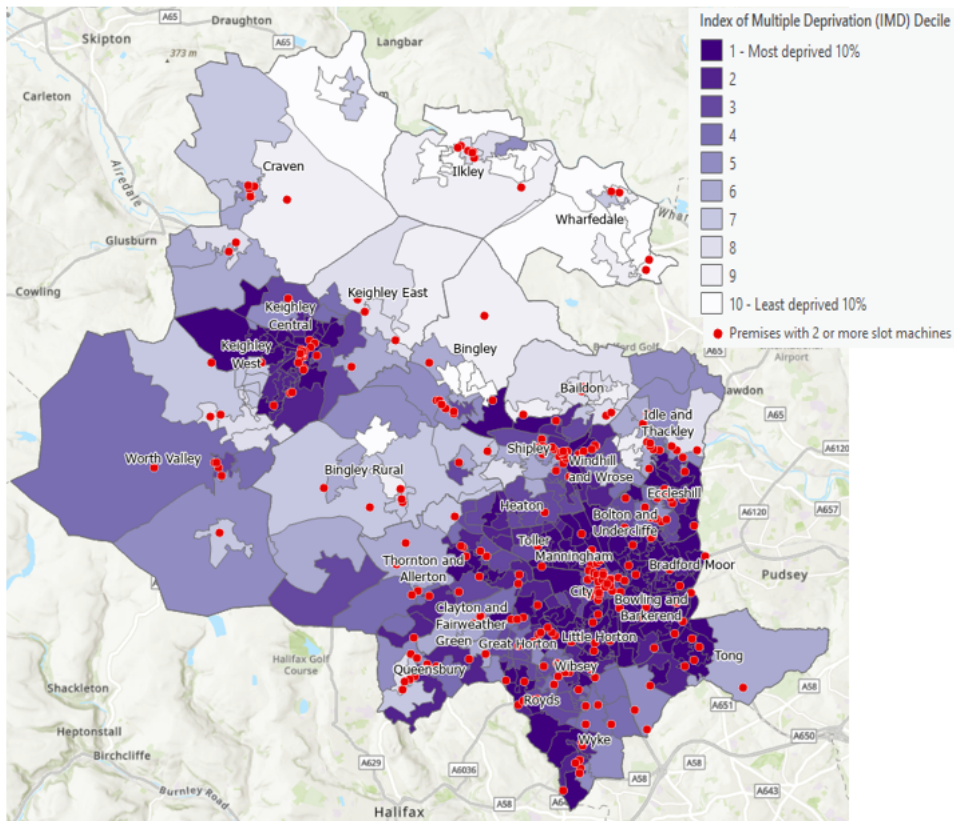 A65
Draughton
Skipton
373 m
A65
Langbar
Carleton
Airedale
Craven
Ilkley
Wharfedale
Glusburn
Cowling
Keighley East
Keighley
Central
Keighley
West
Bingley
A65
Airport
Baildon
Idle and
Thackley
A65
Worth Valley
Bingley Rural
Shipley
Windhill
and Wrose
A6120
Heaton
Eccleshill
Bolton and
Undercliffe
A657
A6120
Toller
Manningham
Thornton and
Allerton
Bradford Moor
Pudsey
City
Bowling and
Barkerend
Clayton and
Fairweather
Green
Great Horton
Little Horton
Tong
Halifax Golf
Course
Queensbury
Wibsey
Shackleton
Royds
A58
A651
Heptonstall
Wyke
A650
Birchcliffe
A629
A6036
A58
A58
A643
Burnley Road
Halifax
A58
Index of Multiple Deprivation (IMD) Decile
1 - Most deprived 10%
2
3
4
5
6
7
8
9
10 - Least deprived 10%
Premises with 2 or more slot machines